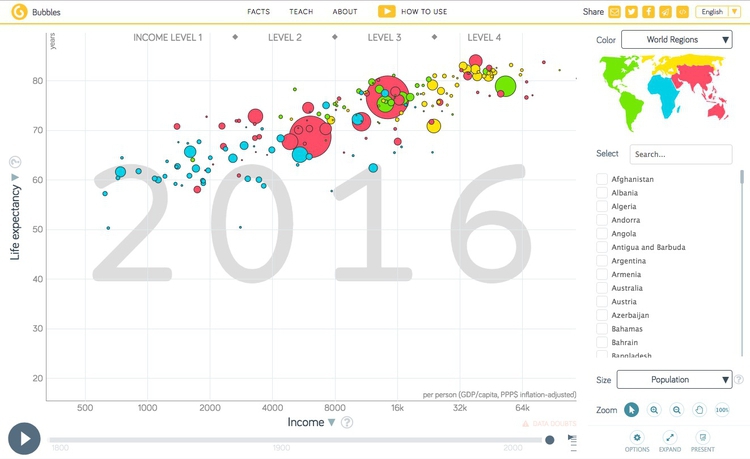 Bubbles
FACTS TEACH ABOUT HOW TO USE
Share
English
years
INCOME LEVEL 1 LEVEL 2 LEVEL 3 LEVEL 4
Color World Regions
Select Search...
Afghanistan
Albania
Algeria
Andorra
Angola
Antigua and Barbuda
Argentina
Armenia
Australia
Austria
Azerbaijan
Bahamas
Bahrain
Bangladesh
Size Population
Zoom 100%
OPTIONS EXPAND PRESENT
Life expectancy ?
80
70
60
50
40
30
20
2016
per person (GDP/capita, PPP$ inflation-adjusted)
500 1000 2000 4000 8000 16k 32k 64k
Income ?
DATA DOUBTS
1800 1900 2000